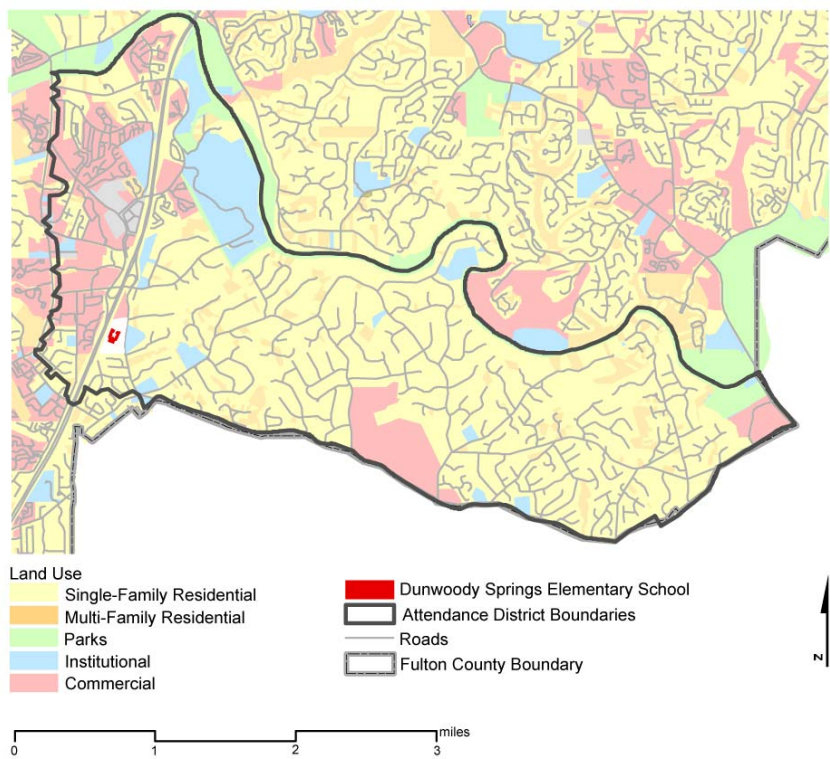 Land Use
Single-Family Residential
Multi-Family Residential
Parks
Institutional
Commercial
Dunwoody Springs Elementary School
Attendance District Boundaries
Roads
Fulton County Boundary
N
miles
0 1 2 3